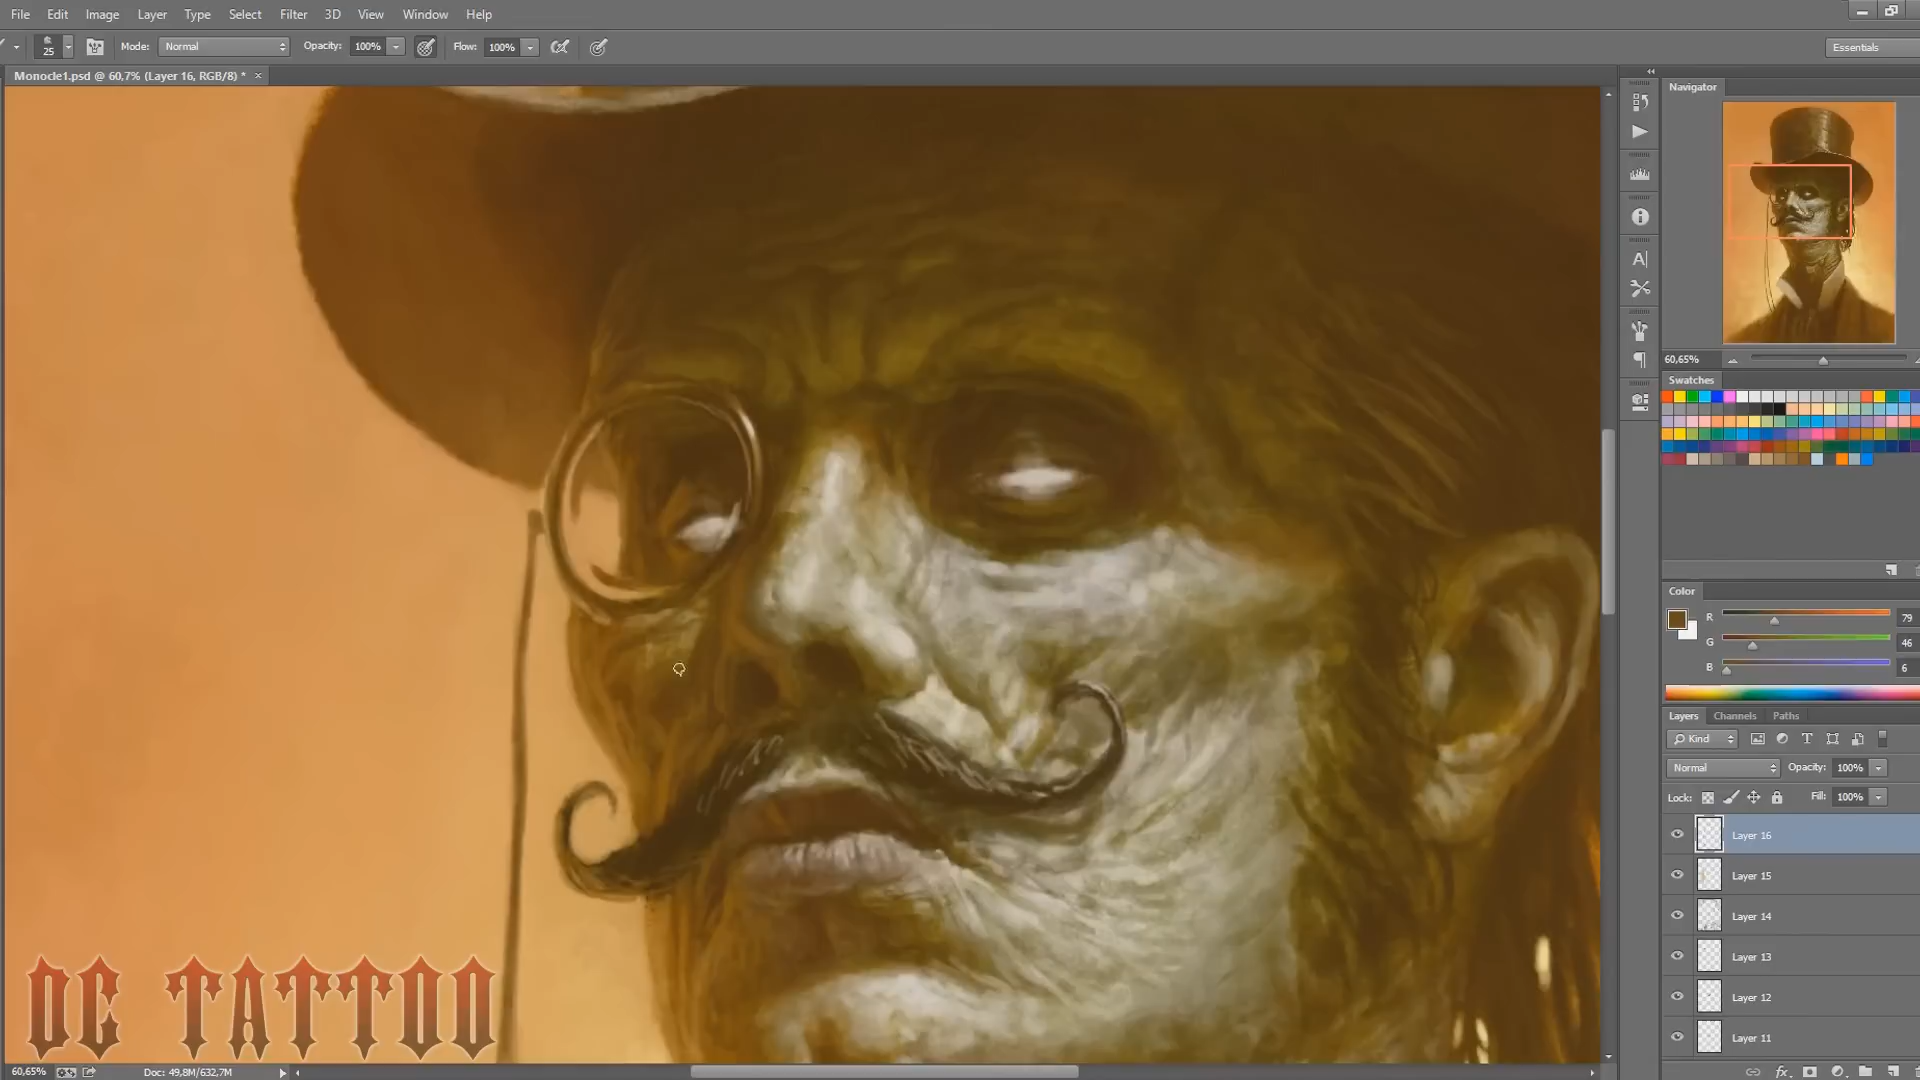 File Edit Image Layer Type Select Filter 3D View Window Help
25 Mode: Normal Opacity: 100% Flow: 100% Essentials
Monocle1.psd @ 60,7% (Layer 16, RGB/8) * ×
Navigator
60,65%
Swatches
Color
R 79
G 46
B 6
Layers Channels Paths
Kind
Normal Opacity: 100%
Lock: Fill: 100%
Layer 16
Layer 15
Layer 14
Layer 13
Layer 12
Layer 11
DC TATTOO
60,65% Doc: 49,8M/632,7M